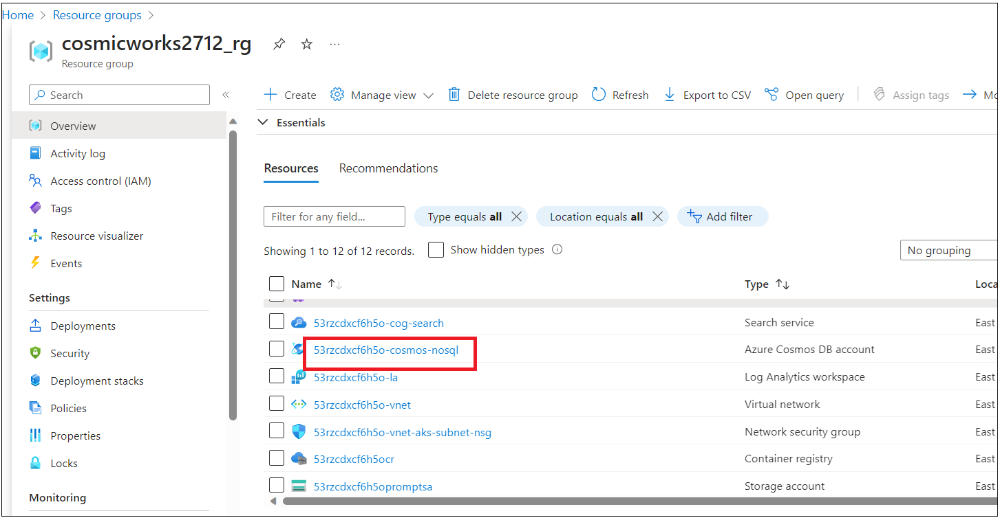 Home > Resource groups >
cosmicworks2712_rg ...
Resource group
Search «
Create Manage view Delete resource group Refresh Export to CSV Open query Assign tags
Essentials
Overview
Activity log
Access control (IAM)
Tags
Resource visualizer
Events
Settings
Deployments
Security
Deployment stacks
Policies
Properties
Locks
Monitoring
Resources Recommendations
Filter for any field... Type equals all Location equals all Add filter
Showing 1 to 12 of 12 records. Show hidden types No grouping
Name Type
53rzcdxcf6h5o-cog-search Search service East
53rzcdxcf6h5o-cosmos-nosql Azure Cosmos DB account East
53rzcdxcf6h5o-la Log Analytics workspace East
53rzcdxcf6h5o-vnet Virtual network East
53rzcdxcf6h5o-vnet-aks-subnet-nsg Network security group East
53rzcdxcf6h5ocr Container registry East
53rzcdxcf6h5opromptsa Storage account East